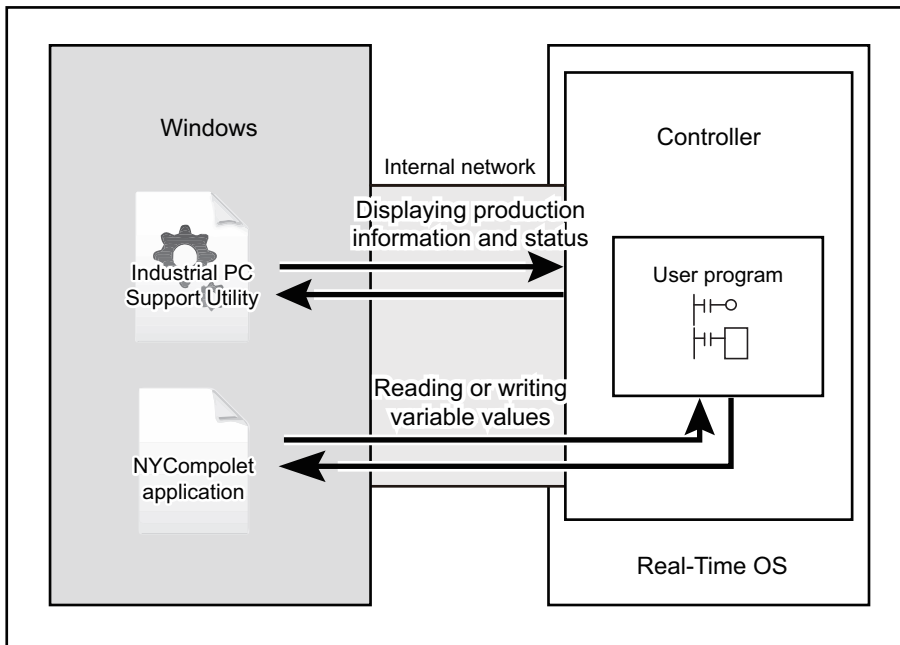 Windows
Controller
Internal network
Displaying production
information and status
Industrial PC
Support Utility
User program
Reading or writing
variable values
NYCompolet
application
Real-Time OS